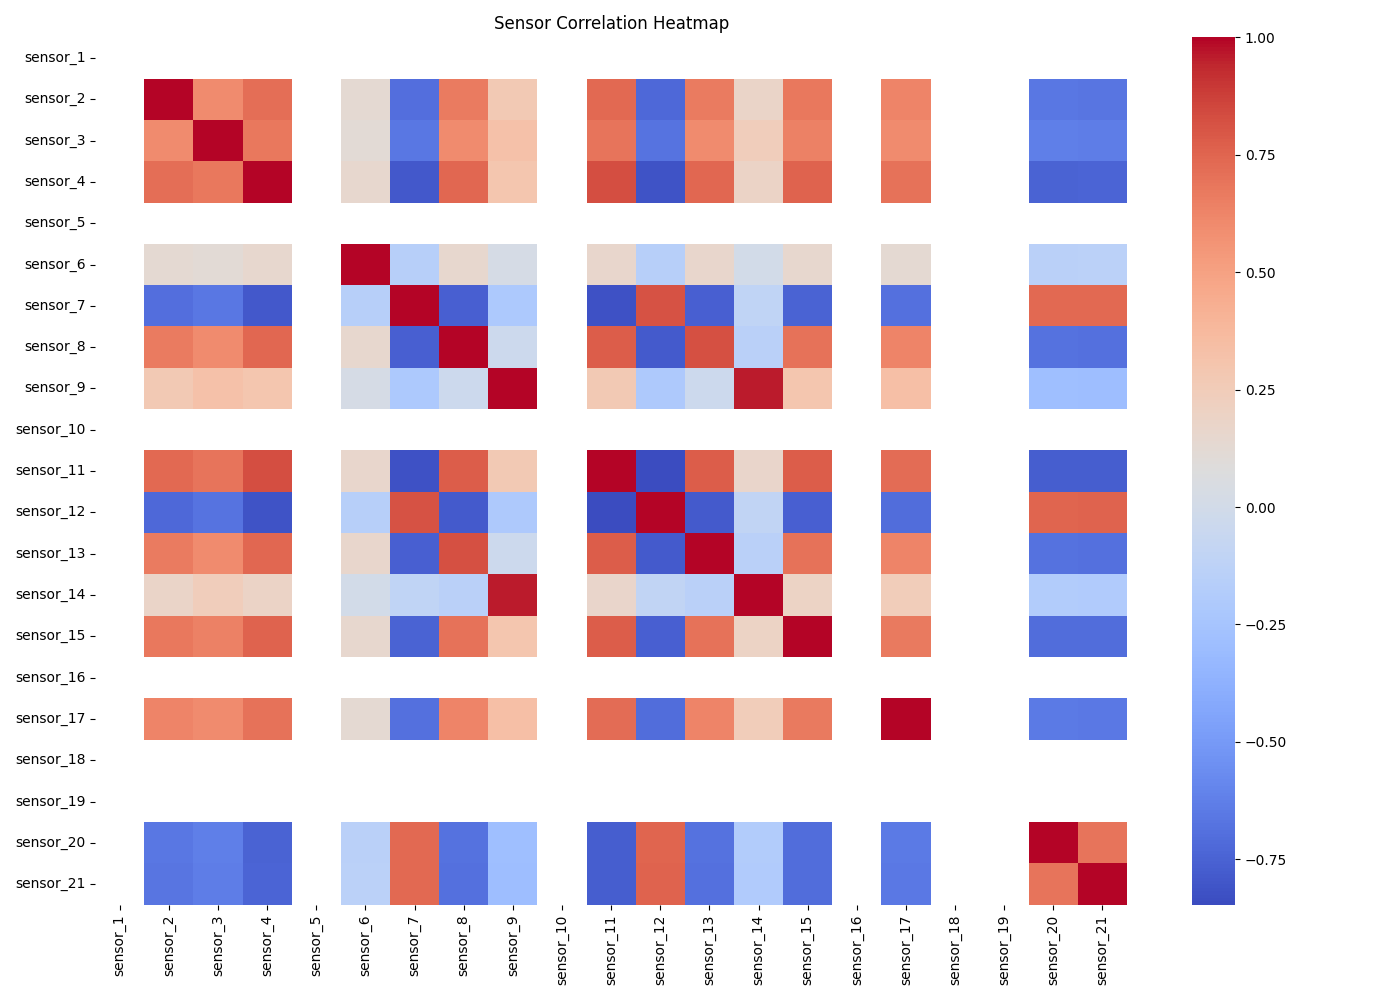 Sensor Correlation Heatmap
sensor_1
sensor_2
sensor_3
sensor_4
sensor_5
sensor_6
sensor_7
sensor_8
sensor_9
sensor_10
sensor_11
sensor_12
sensor_13
sensor_14
sensor_15
sensor_16
sensor_17
sensor_18
sensor_19
sensor_20
sensor_21
sensor_1
sensor_2
sensor_3
sensor_4
sensor_5
sensor_6
sensor_7
sensor_8
sensor_9
sensor_10
sensor_11
sensor_12
sensor_13
sensor_14
sensor_15
sensor_16
sensor_17
sensor_18
sensor_19
sensor_20
sensor_21
1.00
0.75
0.50
0.25
0.00
−0.25
−0.50
−0.75